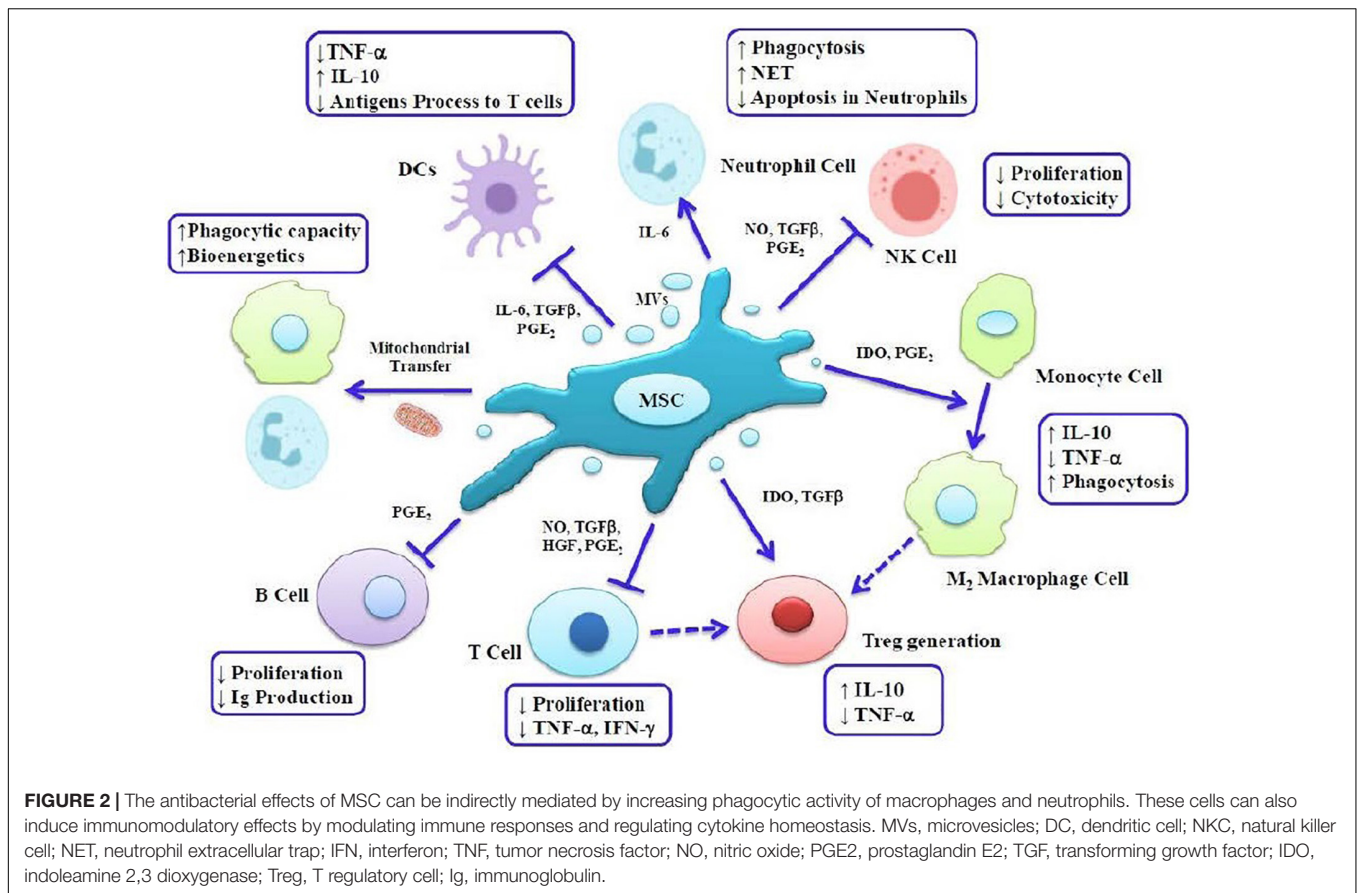 ↓TNF-α
↑ IL-10
↓ Antigens Process to T cells
↑ Phagocytosis
↑ NET
↓ Apoptosis in Neutrophils
DCs
Neutrophil Cell
↓ Proliferation
↓ Cytotoxicity
↑Phagocytic capacity
↑Bioenergetics
IL-6
NO, TGFβ,
PGE₂
NK Cell
MVs
IL-6, TGFβ,
PGE₂
Mitochondrial
Transfer
IDO, PGE₂
Monocyte Cell
MSC
↑ IL-10
↓ TNF-α
↑ Phagocytosis
PGE₂
NO, TGFβ,
HGF, PGE₂
IDO, TGFβ
M₂ Macrophage Cell
B Cell
T Cell
Treg generation
↓ Proliferation
↓ Ig Production
↓ Proliferation
↓ TNF-α, IFN-γ
↑ IL-10
↓ TNF-α
FIGURE 2 | The antibacterial effects of MSC can be indirectly mediated by increasing phagocytic activity of macrophages and neutrophils. These cells can also
induce immunomodulatory effects by modulating immune responses and regulating cytokine homeostasis. MVs, microvesicles; DC, dendritic cell; NKC, natural killer
cell; NET, neutrophil extracellular trap; IFN, interferon; TNF, tumor necrosis factor; NO, nitric oxide; PGE2, prostaglandin E2; TGF, transforming growth factor; IDO,
indoleamine 2,3 dioxygenase; Treg, T regulatory cell; Ig, immunoglobulin.